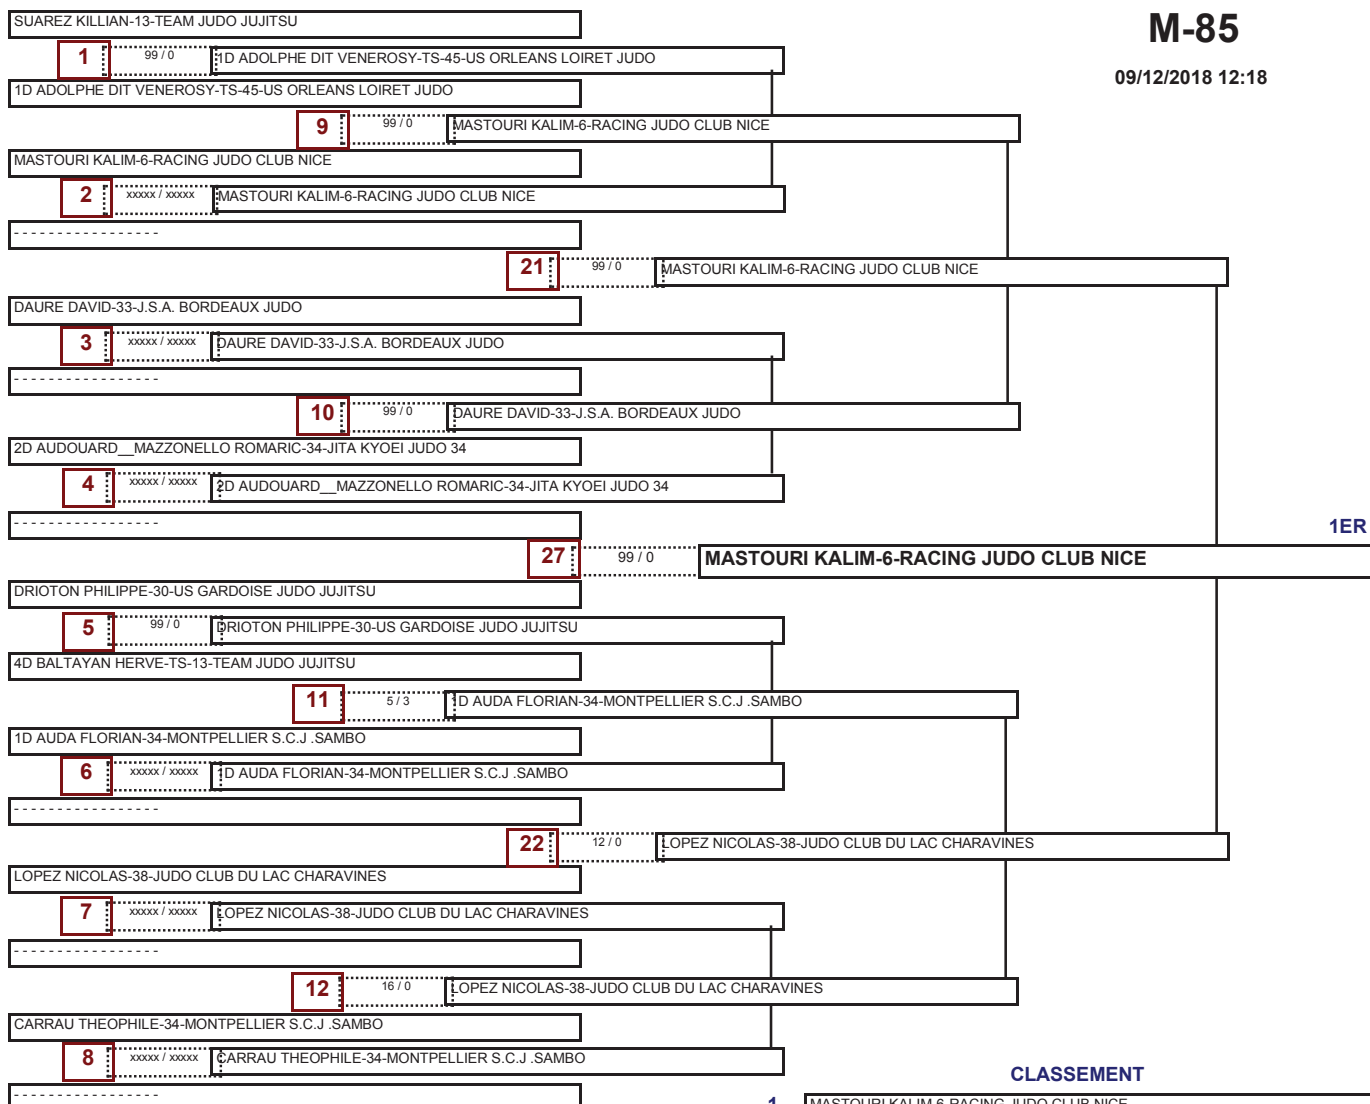 M-85
09/12/2018 12:18
SUAREZ KILLIAN-13-TEAM JUDO JUJITSU
1 99 / 0 1D ADOLPHE DIT VENEROSY-TS-45-US ORLEANS LOIRET JUDO
1D ADOLPHE DIT VENEROSY-TS-45-US ORLEANS LOIRET JUDO
9 99 / 0 MASTOURI KALIM-6-RACING JUDO CLUB NICE
MASTOURI KALIM-6-RACING JUDO CLUB NICE
2 xxxxx / xxxxx MASTOURI KALIM-6-RACING JUDO CLUB NICE
- - - - - - - - - - - - - - - - -
21 99 / 0 MASTOURI KALIM-6-RACING JUDO CLUB NICE
DAURE DAVID-33-J.S.A. BORDEAUX JUDO
3 xxxxx / xxxxx DAURE DAVID-33-J.S.A. BORDEAUX JUDO
- - - - - - - - - - - - - - - - -
10 99 / 0 DAURE DAVID-33-J.S.A. BORDEAUX JUDO
2D AUDOUARD__MAZZONELLO ROMARIC-34-JITA KYOEI JUDO 34
4 xxxxx / xxxxx 2D AUDOUARD__MAZZONELLO ROMARIC-34-JITA KYOEI JUDO 34
- - - - - - - - - - - - - - - - -
1ER
27 99 / 0 MASTOURI KALIM-6-RACING JUDO CLUB NICE
DRIOTON PHILIPPE-30-US GARDOISE JUDO JUJITSU
5 99 / 0 DRIOTON PHILIPPE-30-US GARDOISE JUDO JUJITSU
4D BALTAYAN HERVE-TS-13-TEAM JUDO JUJITSU
11 5 / 3 1D AUDA FLORIAN-34-MONTPELLIER S.C.J .SAMBO
1D AUDA FLORIAN-34-MONTPELLIER S.C.J .SAMBO
6 xxxxx / xxxxx 1D AUDA FLORIAN-34-MONTPELLIER S.C.J .SAMBO
- - - - - - - - - - - - - - - - -
22 12 / 0 LOPEZ NICOLAS-38-JUDO CLUB DU LAC CHARAVINES
LOPEZ NICOLAS-38-JUDO CLUB DU LAC CHARAVINES
7 xxxxx / xxxxx LOPEZ NICOLAS-38-JUDO CLUB DU LAC CHARAVINES
- - - - - - - - - - - - - - - - -
12 16 / 0 LOPEZ NICOLAS-38-JUDO CLUB DU LAC CHARAVINES
CARRAU THEOPHILE-34-MONTPELLIER S.C.J .SAMBO
8 xxxxx / xxxxx CARRAU THEOPHILE-34-MONTPELLIER S.C.J .SAMBO
- - - - - - - - - - - - - - - - -
CLASSEMENT
1 MASTOURI KALIM-6-RACING JUDO CLUB NICE